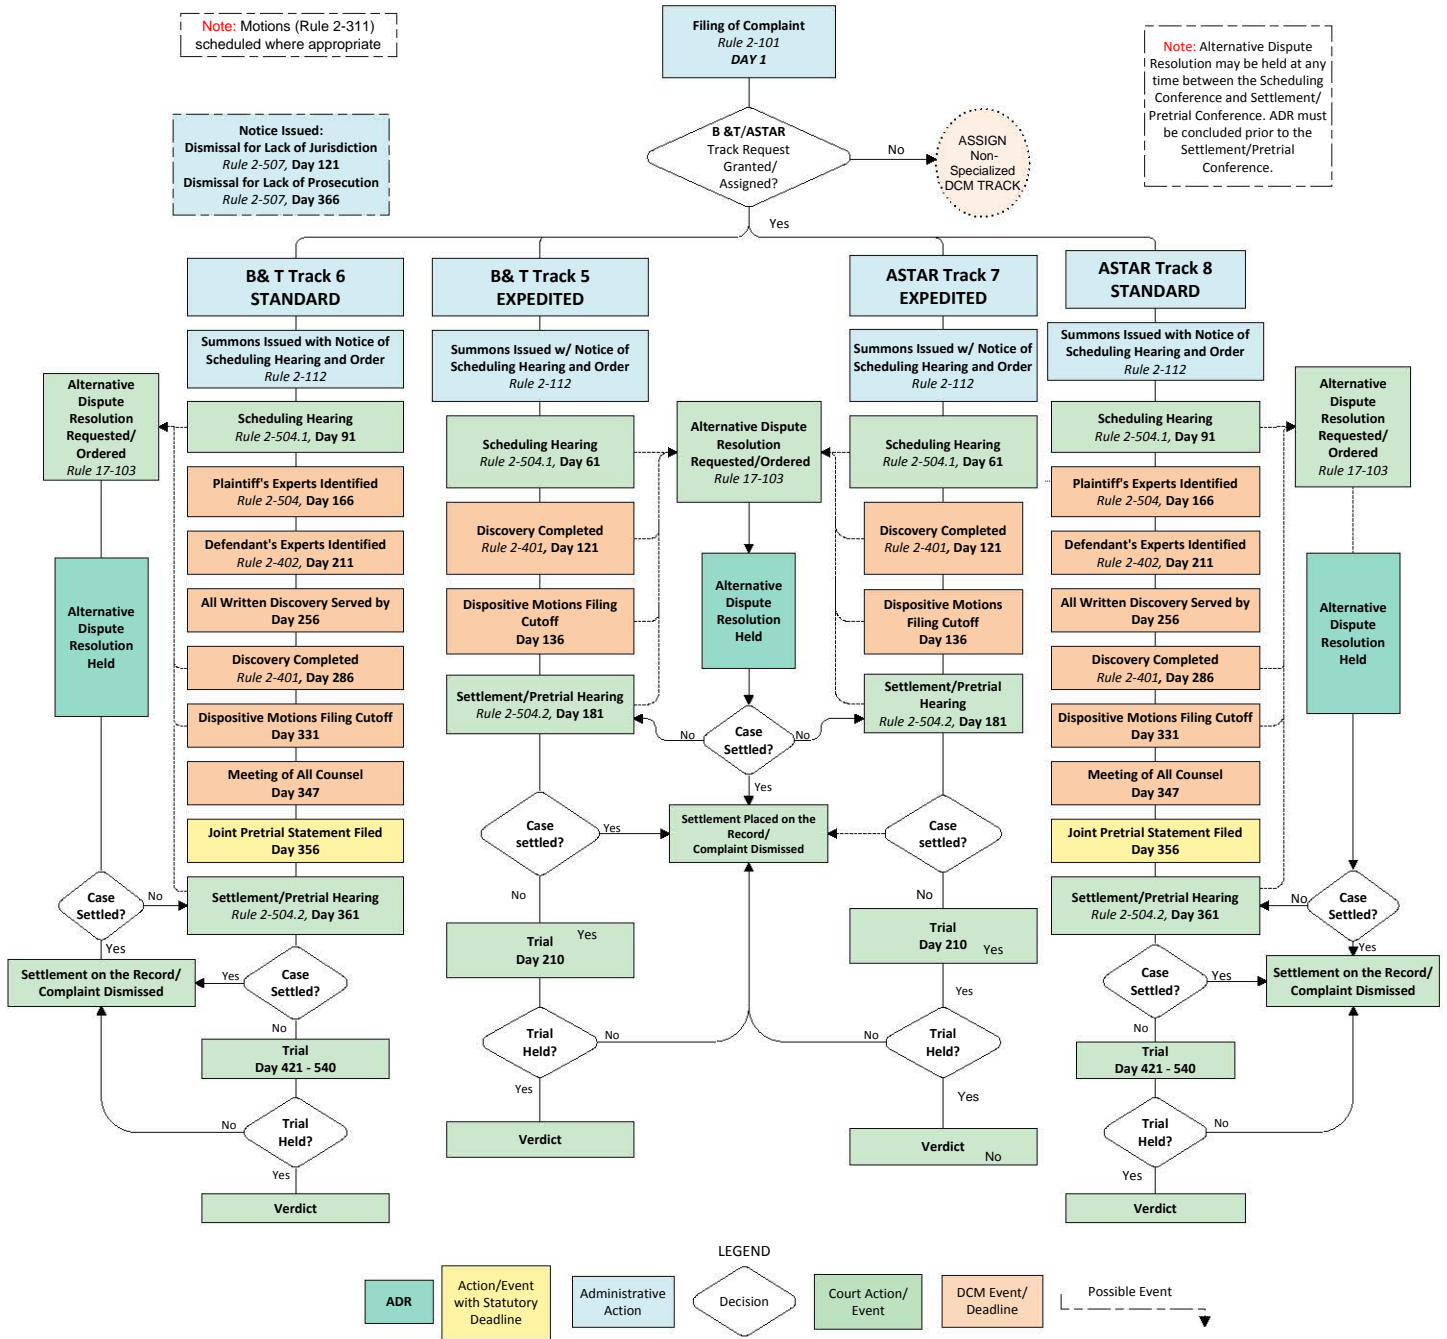 Note: Motions (Rule 2-311)
scheduled where appropriate
Filing of Complaint
Rule 2-101
DAY 1
Note: Alternative Dispute
Resolution may be held at any
time between the Scheduling
Conference and Settlement/
Pretrial Conference. ADR must
be concluded prior to the
Settlement/Pretrial
Conference.
Notice Issued:
Dismissal for Lack of Jurisdiction
Rule 2-507, Day 121
Dismissal for Lack of Prosecution
Rule 2-507, Day 366
B &T/ASTAR
Track Request
Granted/
Assigned?
No
ASSIGN
Non-
Specialized
DCM TRACK
Yes
B& T Track 6
STANDARD
Summons Issued with Notice of
Scheduling Hearing and Order
Rule 2-112
Scheduling Hearing
Rule 2-504.1, Day 91
Plaintiff's Experts Identified
Rule 2-504, Day 166
Defendant's Experts Identified
Rule 2-402, Day 211
All Written Discovery Served by
Day 256
Discovery Completed
Rule 2-401, Day 286
Dispositive Motions Filing Cutoff
Day 331
Meeting of All Counsel
Day 347
Joint Pretrial Statement Filed
Day 356
Settlement/Pretrial Hearing
Rule 2-504.2, Day 361
Alternative
Dispute
Resolution
Requested/
Ordered
Rule 17-103
Alternative
Dispute
Resolution
Held
Case
Settled?
No
Yes
Settlement on the Record/
Complaint Dismissed
Yes
Case
Settled?
No
Trial
Day 421 - 540
No
Trial
Held?
Yes
Verdict
B& T Track 5
EXPEDITED
Summons Issued w/ Notice of
Scheduling Hearing and Order
Rule 2-112
Scheduling Hearing
Rule 2-504.1, Day 61
Discovery Completed
Rule 2-401, Day 121
Dispositive Motions Filing
Cutoff
Day 136
Settlement/Pretrial Hearing
Rule 2-504.2, Day 181
Case
settled?
Yes
No
Trial
Yes
Day 210
Trial
Held?
No
Yes
Verdict
Alternative Dispute
Resolution
Requested/Ordered
Rule 17-103
Alternative
Dispute
Resolution
Held
No
Case
Settled?
No
Yes
Settlement Placed on the
Record/
Complaint Dismissed
ASTAR Track 7
EXPEDITED
Summons Issued w/ Notice of
Scheduling Hearing and Order
Rule 2-112
Scheduling Hearing
Rule 2-504.1, Day 61
Discovery Completed
Rule 2-401, Day 121
Dispositive Motions
Filing Cutoff
Day 136
Settlement/Pretrial
Hearing
Rule 2-504.2, Day 181
Case
settled?
No
Trial
Day 210
Yes
Yes
Trial
Held?
No
Yes
Verdict
No
ASTAR Track 8
STANDARD
Summons Issued with Notice of
Scheduling Hearing and Order
Rule 2-112
Scheduling Hearing
Rule 2-504.1, Day 91
Plaintiff's Experts Identified
Rule 2-504, Day 166
Defendant's Experts Identified
Rule 2-402, Day 211
All Written Discovery Served by
Day 256
Discovery Completed
Rule 2-401, Day 286
Dispositive Motions Filing Cutoff
Day 331
Meeting of All Counsel
Day 347
Joint Pretrial Statement Filed
Day 356
Settlement/Pretrial Hearing
Rule 2-504.2, Day 361
Case
Settled?
Yes
No
Trial
Day 421 - 540
Trial
Held?
No
Yes
Verdict
Alternative
Dispute
Resolution
Requested/
Ordered
Rule 17-103
Alternative
Dispute
Resolution
Held
No
Case
Settled?
Yes
Settlement on the Record/
Complaint Dismissed
LEGEND
ADR
Action/Event
with Statutory
Deadline
Administrative
Action
Decision
Court Action/
Event
DCM Event/
Deadline
Possible Event